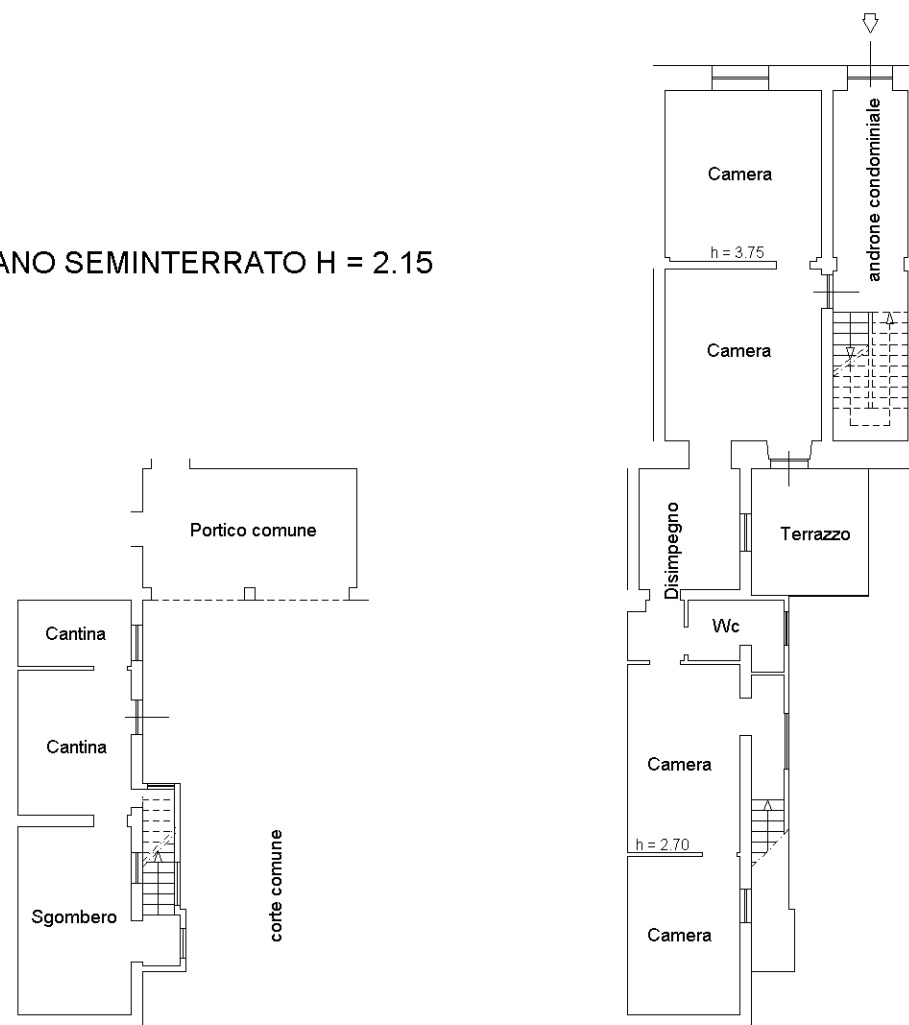 ANO SEMINTERRATO H = 2.15
Portico comune
Cantina
Cantina
Sgombero
corte comune
Camera
h = 3.75
androne condominiale
Camera
Disimpegno
Terrazzo
Wc
Camera
h = 2.70
Camera